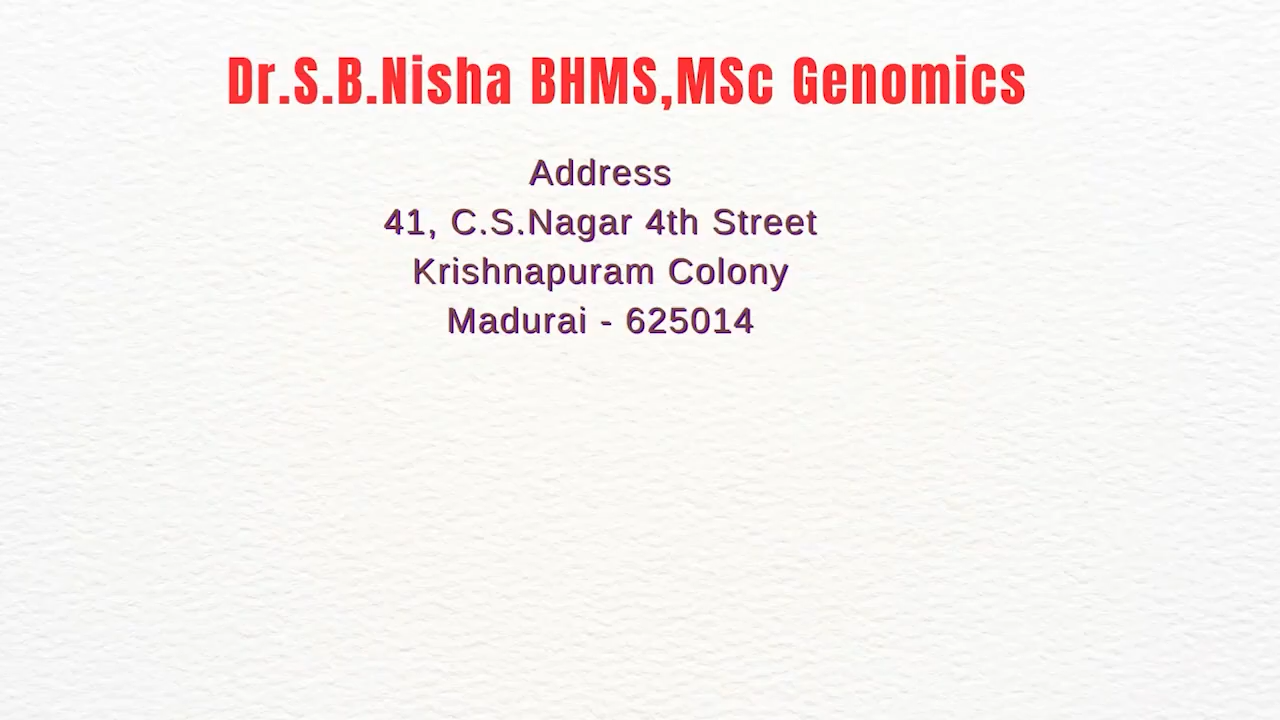 Dr.S.B.Nisha BHMS,MSc Genomics
Address
41, C.S.Nagar 4th Street
Krishnapuram Colony
Madurai - 625014